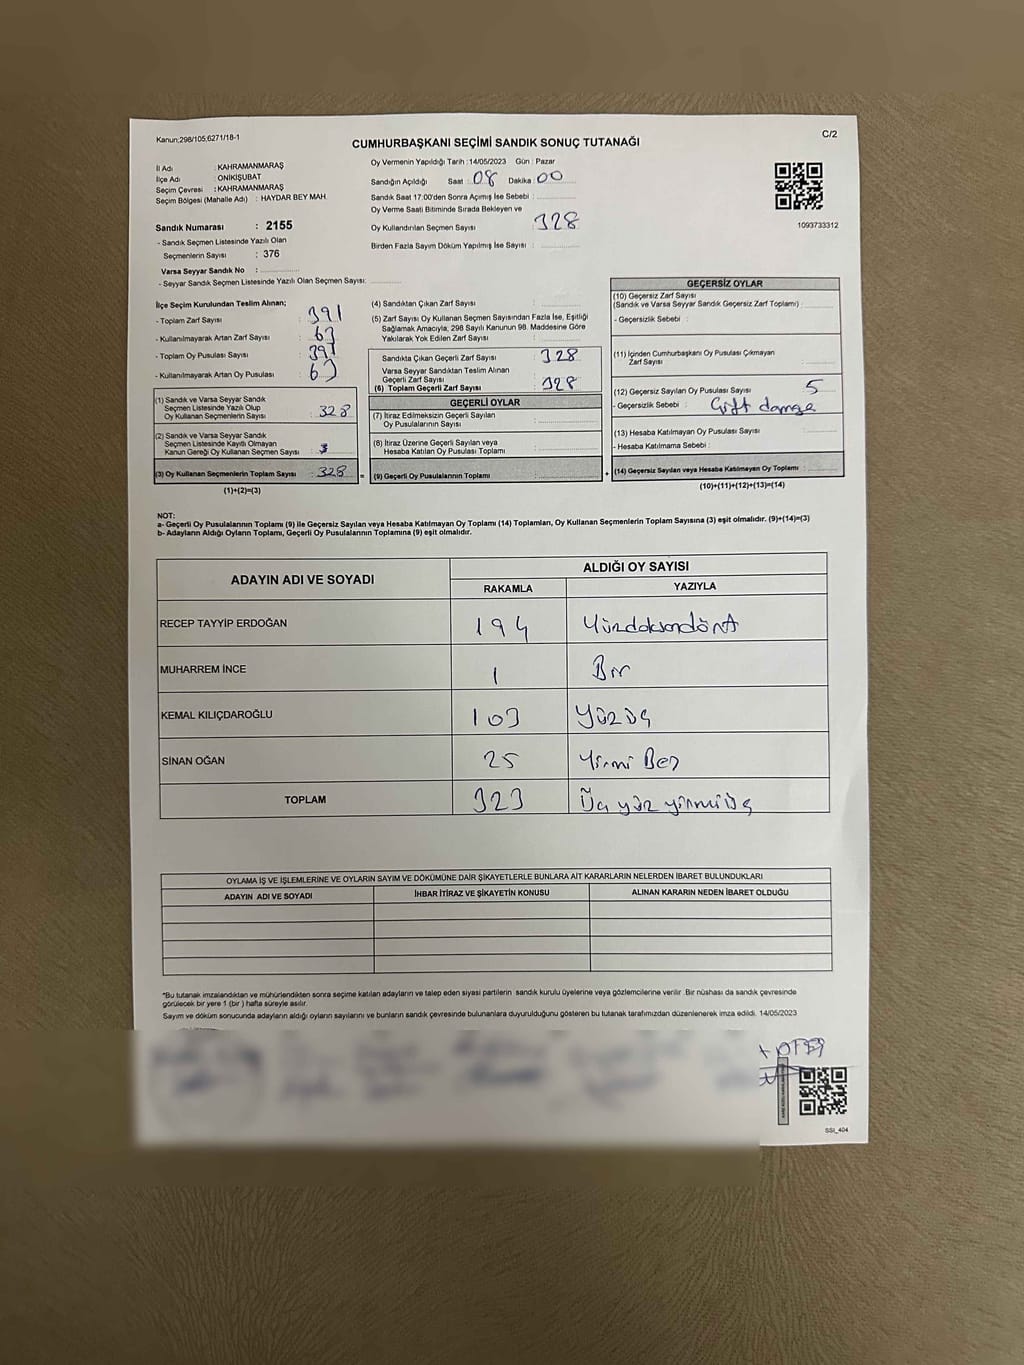 Kanun:298/105,6271/18-1
C/2
CUMHURBAŞKANI SEÇİMİ SANDIK SONUÇ TUTANAĞI
İl Adı : KAHRAMANMARAŞ
İlçe Adı : ONİKİŞUBAT
Seçim Çevresi : KAHRAMANMARAŞ
Seçim Bölgesi (Mahalle Adı) : HAYDAR BEY MAH
Sandık Numarası : 2155
- Sandık Seçmen Listesinde Yazılı Olan
Seçmenlerin Sayısı : 376
Varsa Seyyar Sandık No :
- Seyyar Sandık Seçmen Listesinde Yazılı Olan Seçmen Sayısı:
Oy Vermenin Yapıldığı Tarih :14/05/2023 Gün : Pazar
Sandığın Açıldığı Saat : 08 Dakika : 00
Sandık Saat 17:00'den Sonra Açımış İse Sebebi :
Oy Verme Saati Bitiminde Sırada Bekleyen ve
Oy Kullandırılan Seçmen Sayısı : 328
Birden Fazla Sayım Döküm Yapılmış İse Sayısı :
1093733312
İlçe Seçim Kurulundan Teslim Alınan;
- Toplam Zarf Sayısı : 391
- Kullanılmayarak Artan Zarf Sayısı : 63
- Toplam Oy Pusulası Sayısı : 391
- Kullanılmayarak Artan Oy Pusulası : 63
(1) Sandık ve Varsa Seyyar Sandık
Seçmen Listesinde Yazılı Olup
Oy Kullanan Seçmenlerin Sayısı : 328
(2) Sandık ve Varsa Seyyar Sandık
Seçmen Listesinde Kayıtlı Olmayan
Kanun Gereği Oy Kullanan Seçmen Sayısı :
(3) Oy Kullanan Seçmenlerin Toplam Sayısı : 328
(1)+(2)=(3)
(4) Sandıktan Çıkan Zarf Sayısı :
(5) Zarf Sayısı Oy Kullanan Seçmen Sayısından Fazla İse, Eşitliği
Sağlamak Amacıyla, 298 Sayılı Kanunun 98. Maddesine Göre
Yakılarak Yok Edilen Zarf Sayısı :
Sandıkta Çıkan Geçerli Zarf Sayısı : 328
Varsa Seyyar Sandıktan Teslim Alınan
Geçerli Zarf Sayısı :
(6) Toplam Geçerli Zarf Sayısı : 328
GEÇERLİ OYLAR
(7) İtiraz Edilmeksizin Geçerli Sayılan
Oy Pusulasının Sayısı :
(8) İtiraz Üzerine Geçerli Sayılan veya
Hesaba Katılan Oy Pusulası Toplamı :
= (9) Geçerli Oy Pusulalarının Toplamı :
GEÇERSİZ OYLAR
(10) Geçersiz Zarf Sayısı
(Sandık ve Varsa Seyyar Sandık Geçersiz Zarf Toplamı) :
- Geçersizlik Sebebi :
(11) İçinden Cumhurbaşkanı Oy Pusulası Çıkmayan
Zarf Sayısı :
(12) Geçersiz Sayılan Oy Pusulası Sayısı : 5
- Geçersizlik Sebebi : Çift damga
(13) Hesaba Katılmayan Oy Pusulası Sayısı :
- Hesaba Katılmama Sebebi :
+ (14) Geçersiz Sayılan veya Hesaba Katılmayan Oy Toplamı :
(10)+(11)+(12)+(13)=(14)
NOT:
a- Geçerli Oy Pusulalarının Toplamı (9) ile Geçersiz Sayılan veya Hesaba Katılmayan Oy Toplamı (14) Toplamları, Oy Kullanan Seçmenlerin Toplam Sayısına (3) eşit olmalıdır. (9)+(14)=(3)
b- Adayların Aldığı Oyların Toplamı, Geçerli Oy Pusulalarının Toplamına (9) eşit olmalıdır.
ADAYIN ADI VE SOYADI
ALDIĞI OY SAYISI
RAKAMLA YAZIYLA
RECEP TAYYİP ERDOĞAN 194 Yüzdoksandört
MUHARREM İNCE 1 Bir
KEMAL KILIÇDAROĞLU 103 Yüzüç
SİNAN OĞAN 25 Yirmi Beş
TOPLAM 323 Üç yüz yirmi üç
OYLAMA İŞ VE İŞLEMLERİNE VE OYLARIN SAYIM VE DÖKÜMÜNE DAİR ŞİKAYETLERLE BUNLARA AİT KARARLARIN NELERDEN İBARET BULUNDUKLARI
ADAYIN ADI VE SOYADI İHBAR İTİRAZ VE ŞİKAYETİN KONUSU ALINAN KARARIN NEDEN İBARET OLDUĞU
*Bu tutanak imzalandıktan ve mühürlendikten sonra seçime katılan adayların ve talep eden siyasi partilerin sandık kurulu üyelerine veya gözlemcilerine verilir .Bir nüshası da sandık çevresinde
görülecek bir yere 1 (bir ) hafta süreyle asılır.
Sayım ve döküm sonucunda adayların aldığı oyların sayılarını ve bunların sandık çevresinde bulunanlara duyurulduğunu gösteren bu tutanak tarafımızdan düzenlenerek imza edildi. 14/05/2023
SSI_404